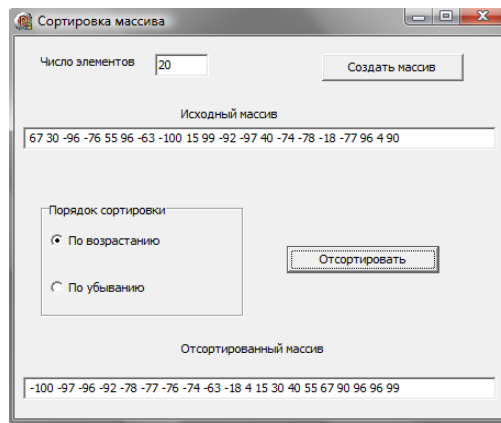 Сортировка массива
Число элементов 20 Создать массив
Исходный массив
67 30 -96 -76 55 96 -63 -100 15 99 -92 -97 40 -74 -78 -18 -77 96 4 90
Порядок сортировки
По возрастанию
Отсортировать
По убыванию
Отсортированный массив
-100 -97 -96 -92 -78 -77 -76 -74 -63 -18 4 15 30 40 55 67 90 96 96 99